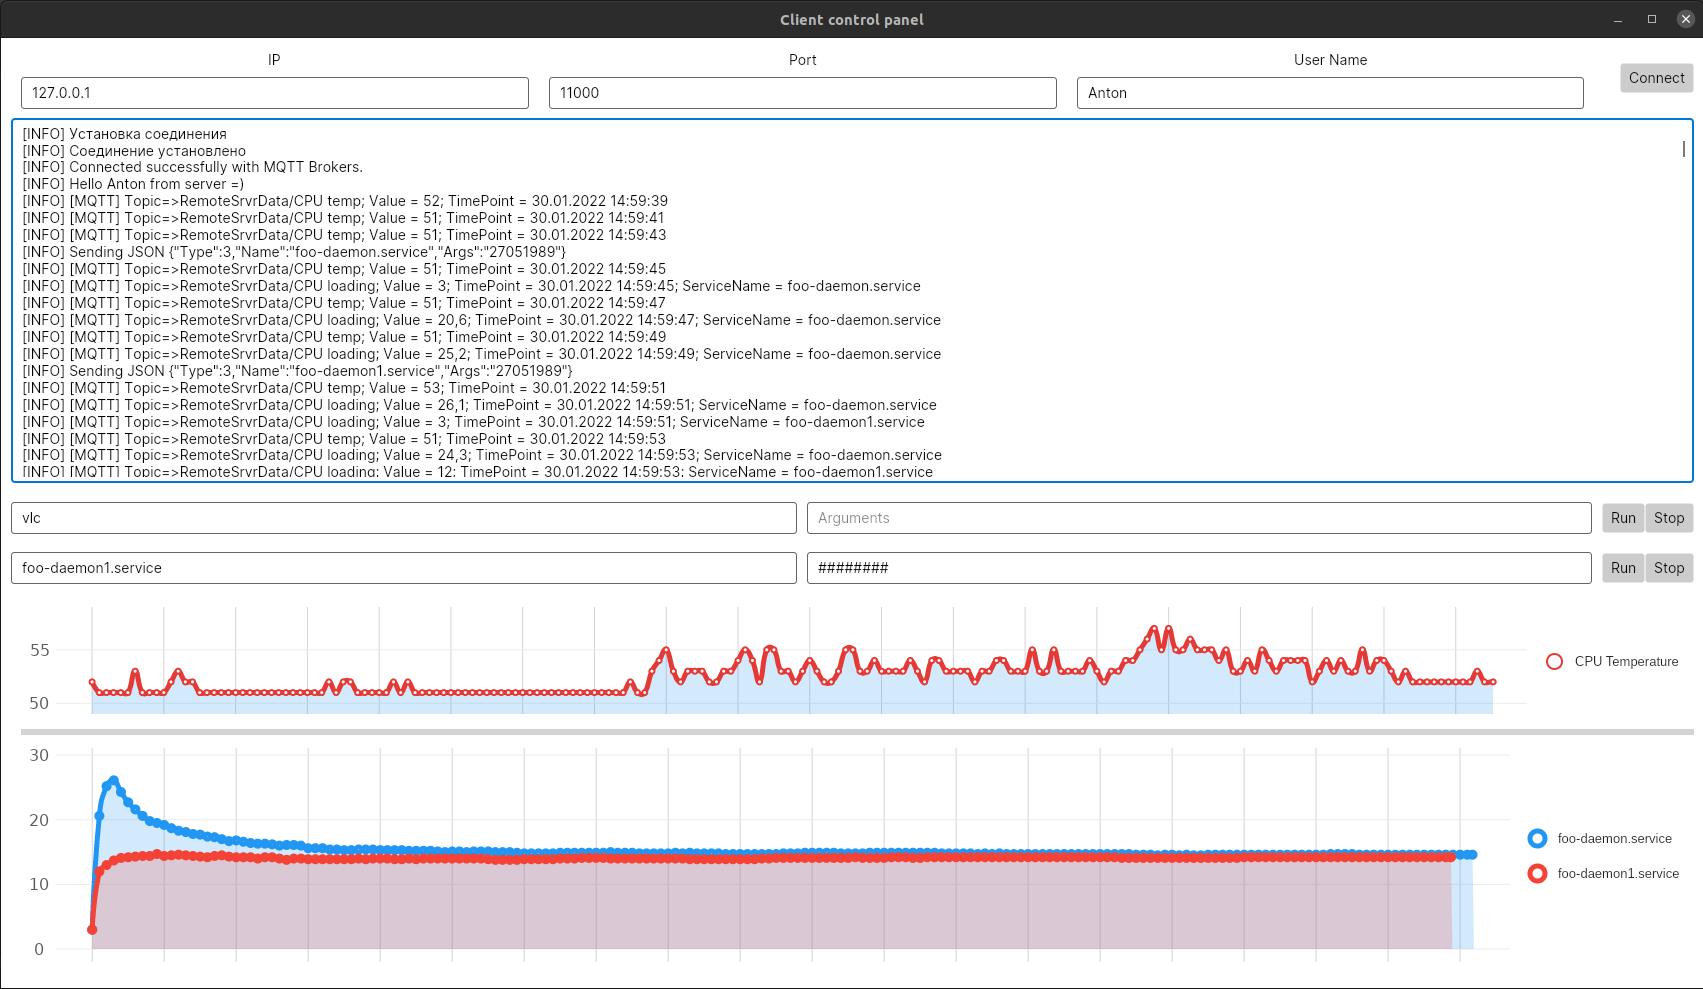 Client control panel
IP
Port
User Name
127.0.0.1
11000
Anton
Connect
[INFO] Установка соединения
[INFO] Соединение установлено
[INFO] Connected successfully with MQTT Brokers.
[INFO] Hello Anton from server =)
[INFO] [MQTT] Topic=>RemoteSrvrData/CPU temp; Value = 52; TimePoint = 30.01.2022 14:59:39
[INFO] [MQTT] Topic=>RemoteSrvrData/CPU temp; Value = 51; TimePoint = 30.01.2022 14:59:41
[INFO] [MQTT] Topic=>RemoteSrvrData/CPU temp; Value = 51; TimePoint = 30.01.2022 14:59:43
[INFO] Sending JSON {"Type":3,"Name":"foo-daemon.service","Args":"27051989"}
[INFO] [MQTT] Topic=>RemoteSrvrData/CPU temp; Value = 51; TimePoint = 30.01.2022 14:59:45
[INFO] [MQTT] Topic=>RemoteSrvrData/CPU loading; Value = 3; TimePoint = 30.01.2022 14:59:45; ServiceName = foo-daemon.service
[INFO] [MQTT] Topic=>RemoteSrvrData/CPU temp; Value = 51; TimePoint = 30.01.2022 14:59:47
[INFO] [MQTT] Topic=>RemoteSrvrData/CPU loading; Value = 20,6; TimePoint = 30.01.2022 14:59:47; ServiceName = foo-daemon.service
[INFO] [MQTT] Topic=>RemoteSrvrData/CPU temp; Value = 51; TimePoint = 30.01.2022 14:59:49
[INFO] [MQTT] Topic=>RemoteSrvrData/CPU loading; Value = 25,2; TimePoint = 30.01.2022 14:59:49; ServiceName = foo-daemon.service
[INFO] Sending JSON {"Type":3,"Name":"foo-daemon1.service","Args":"27051989"}
[INFO] [MQTT] Topic=>RemoteSrvrData/CPU temp; Value = 53; TimePoint = 30.01.2022 14:59:51
[INFO] [MQTT] Topic=>RemoteSrvrData/CPU loading; Value = 26,1; TimePoint = 30.01.2022 14:59:51; ServiceName = foo-daemon.service
[INFO] [MQTT] Topic=>RemoteSrvrData/CPU loading; Value = 3; TimePoint = 30.01.2022 14:59:51; ServiceName = foo-daemon1.service
[INFO] [MQTT] Topic=>RemoteSrvrData/CPU temp; Value = 51; TimePoint = 30.01.2022 14:59:53
[INFO] [MQTT] Topic=>RemoteSrvrData/CPU loading; Value = 24,3; TimePoint = 30.01.2022 14:59:53; ServiceName = foo-daemon.service
[INFO] [MQTT] Topic=>RemoteSrvrData/CPU loading; Value = 12; TimePoint = 30.01.2022 14:59:53; ServiceName = foo-daemon1.service
vlc
Arguments
Run
Stop
foo-daemon1.service
########
Run
Stop
55
50
CPU Temperature
30
20
10
0
foo-daemon.service
foo-daemon1.service